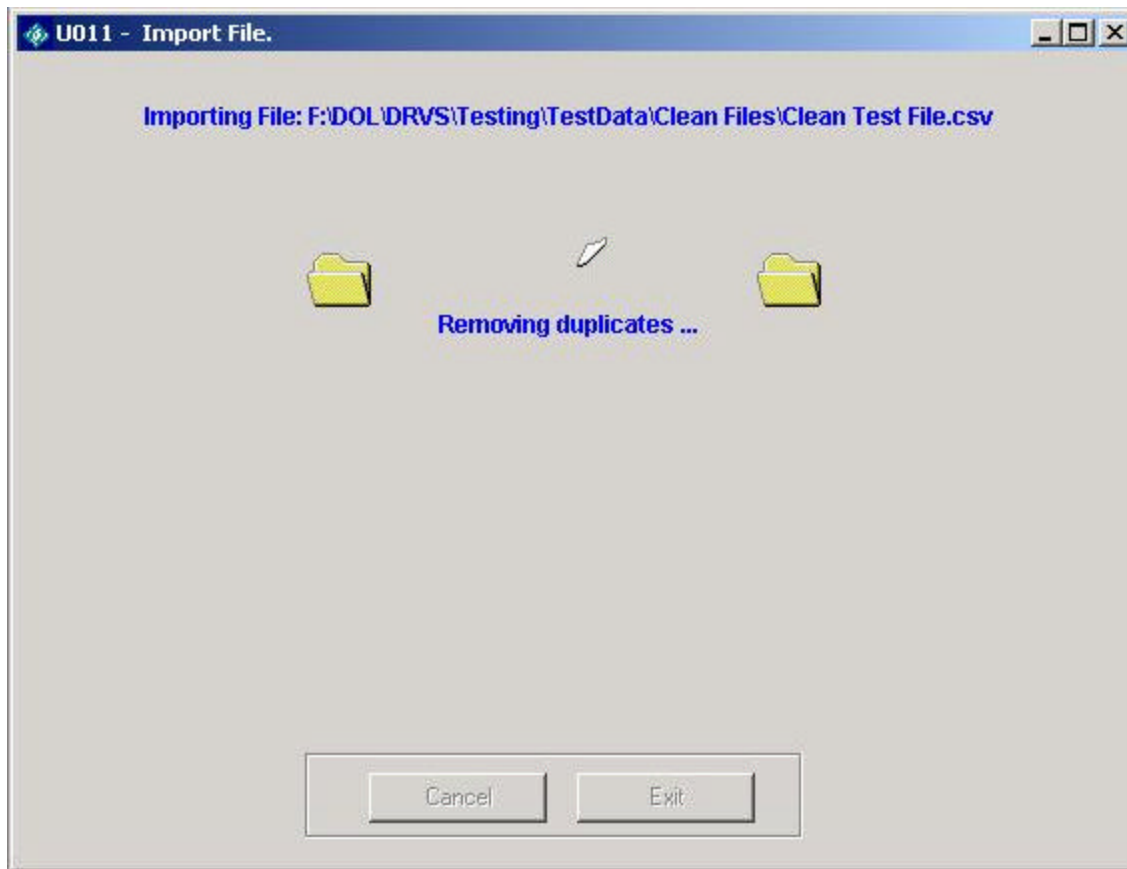 U011 - Import File.
Importing File: F:\DOL\DRVS\Testing\TestData\Clean Files\Clean Test File.csv
Removing duplicates ...
Cancel Exit